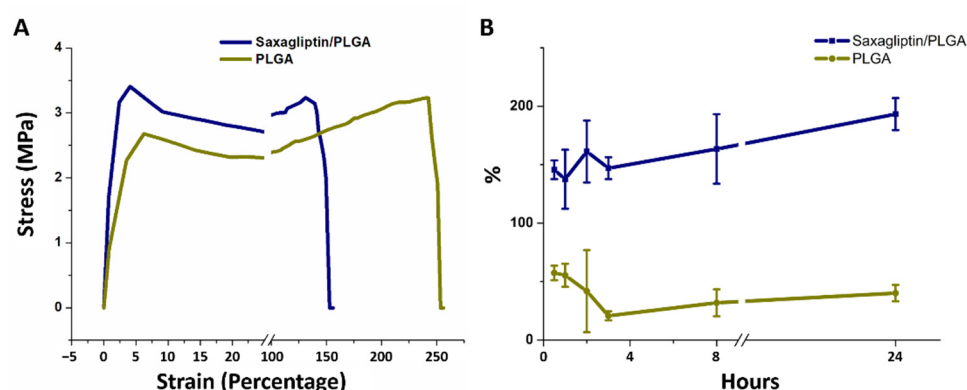 A
Saxagliptin/PLGA
PLGA
Stress (MPa)
4
3
2
1
0
−5 0 5 10 15 20 100 150 200 250
Strain (Percentage)
B
Saxagliptin/PLGA
PLGA
%
200
100
0
0 4 8 24
Hours